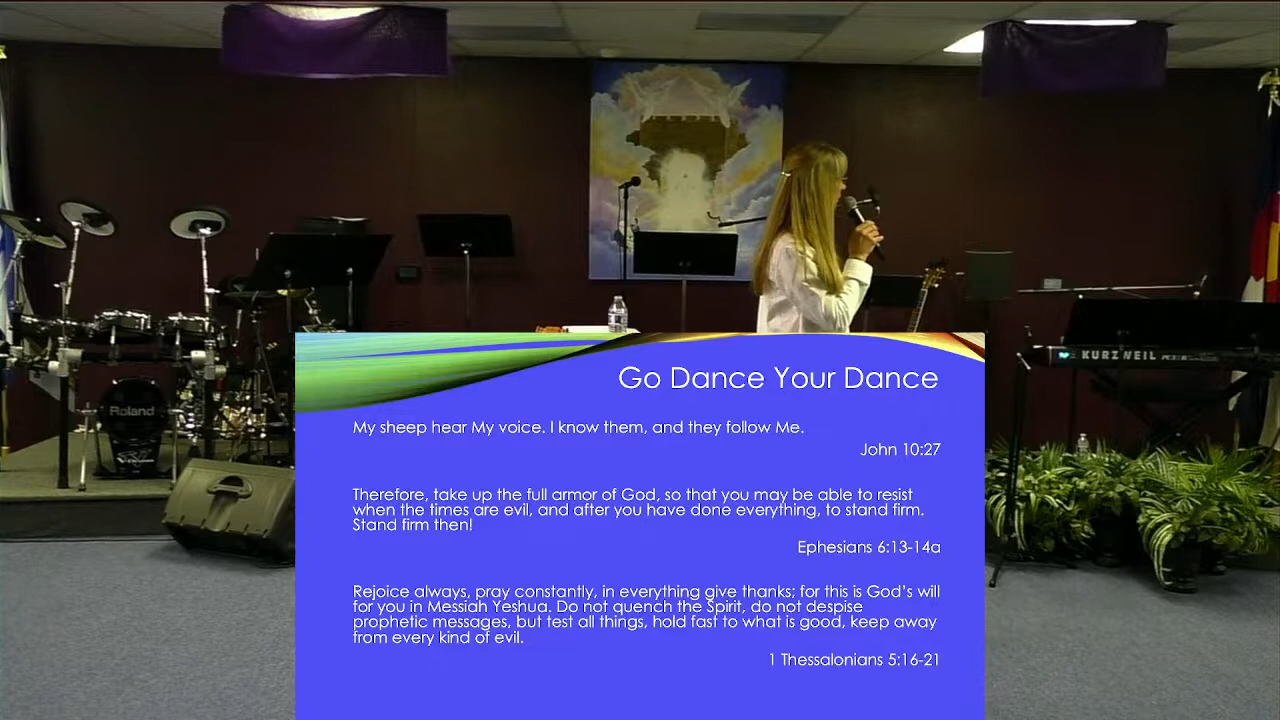 KURZWEIL
Roland
Go Dance Your Dance
My sheep hear My voice. I know them, and they follow Me.
John 10:27
Therefore, take up the full armor of God, so that you may be able to resist
when the times are evil, and after you have done everything, to stand firm.
Stand firm then!
Ephesians 6:13-14a
Rejoice always, pray constantly, in everything give thanks; for this is God's will
for you in Messiah Yeshua. Do not quench the Spirit, do not despise
prophetic messages, but test all things, hold fast to what is good, keep away
from every kind of evil.
1 Thessalonians 5:16-21